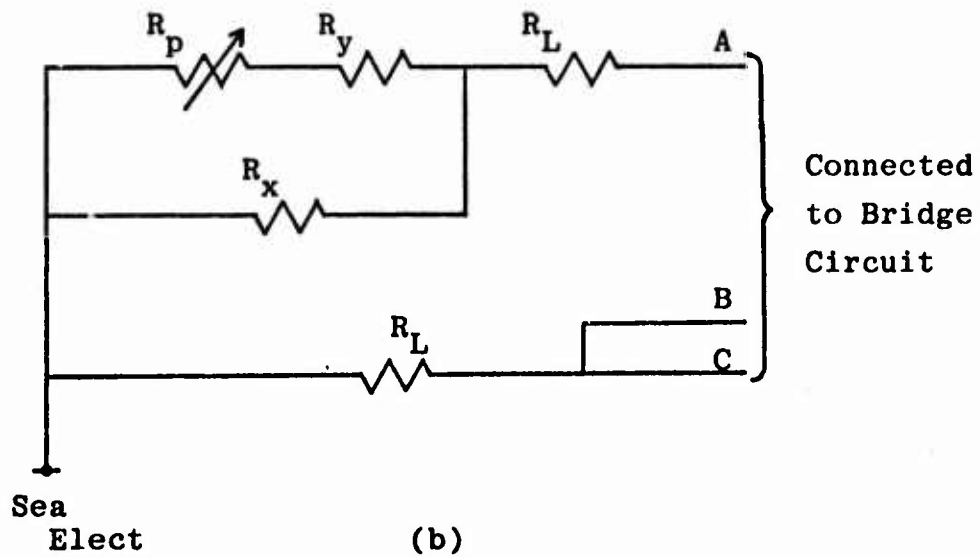 R_p R_y R_L A
R_x
Connected
to Bridge
Circuit
B
R_L
C
Sea
Elect
(b)